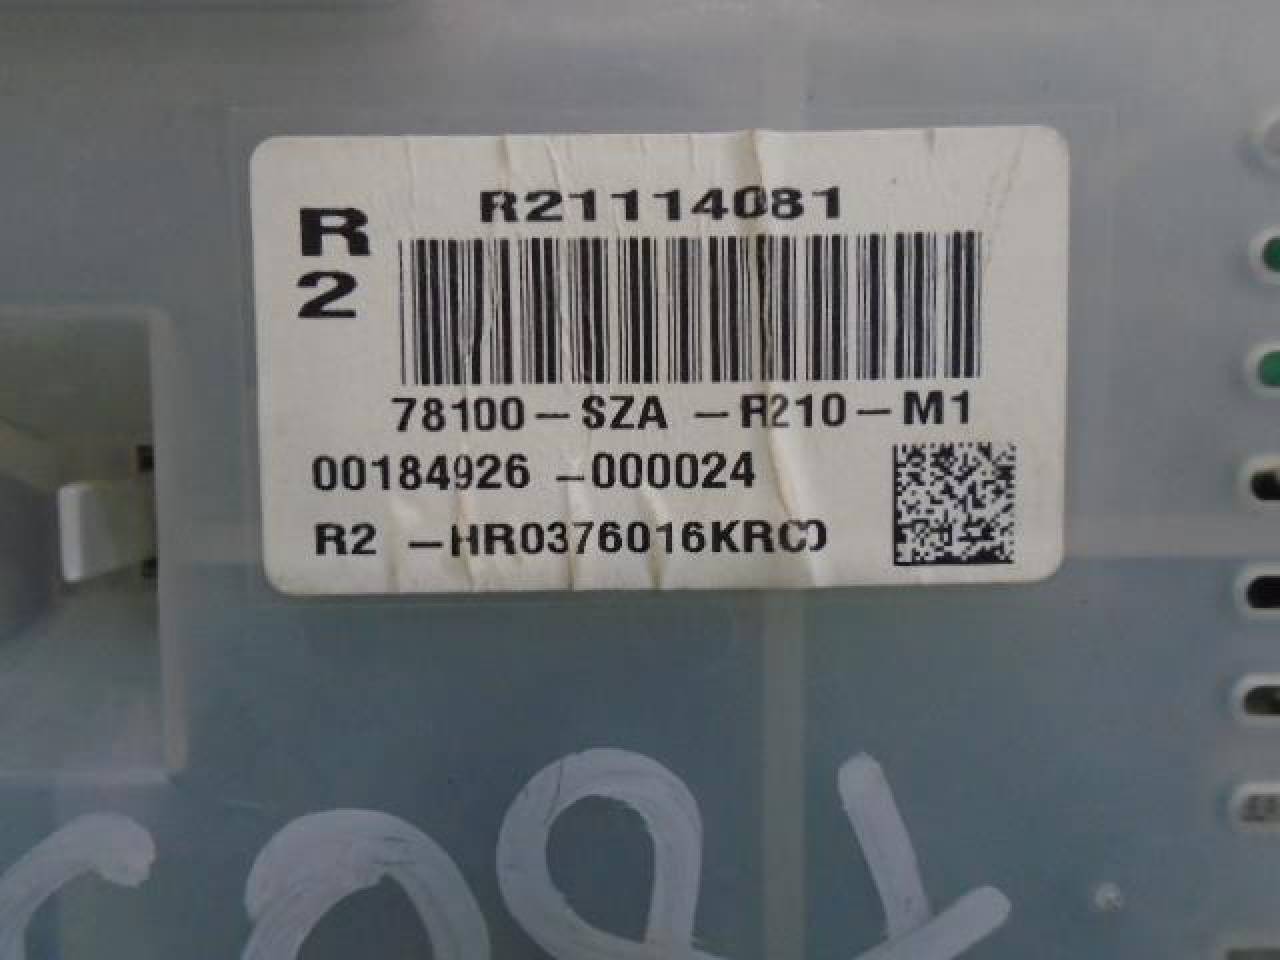 R21114081
R
2
78100-SZA -R210-M1
00184926 -000024
R2 -HR0376016KRC0